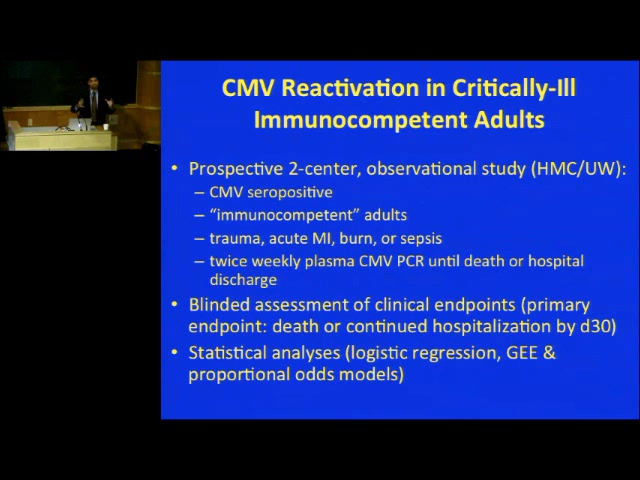 CMV Reactivation in Critically-Ill
Immunocompetent Adults
• Prospective 2-center, observational study (HMC/UW):
– CMV seropositive
– “immunocompetent” adults
– trauma, acute MI, burn, or sepsis
– twice weekly plasma CMV PCR until death or hospital
discharge
• Blinded assessment of clinical endpoints (primary
endpoint: death or continued hospitalization by d30)
• Statistical analyses (logistic regression, GEE &
proportional odds models)